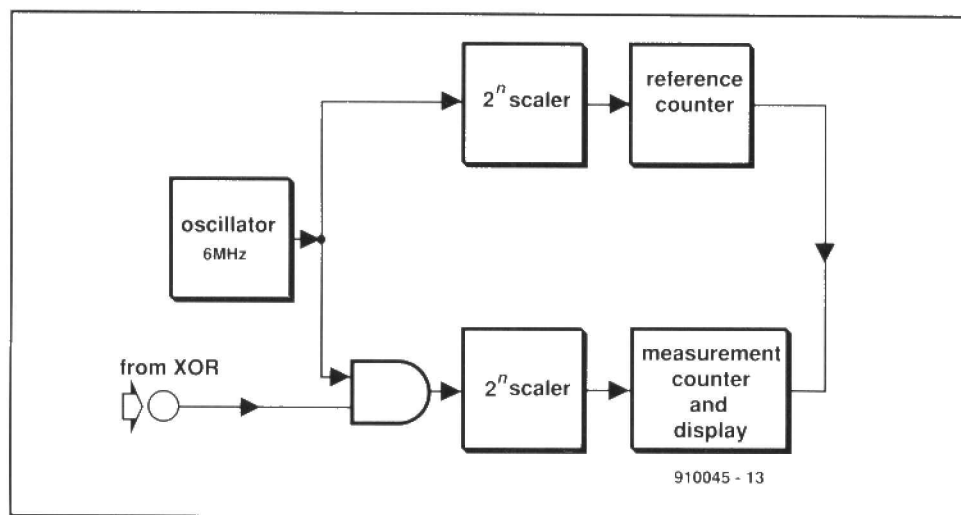 2ⁿ scaler
reference
counter
oscillator
6MHz
from XOR
2ⁿ scaler
measurement
counter
and
display
910045 - 13